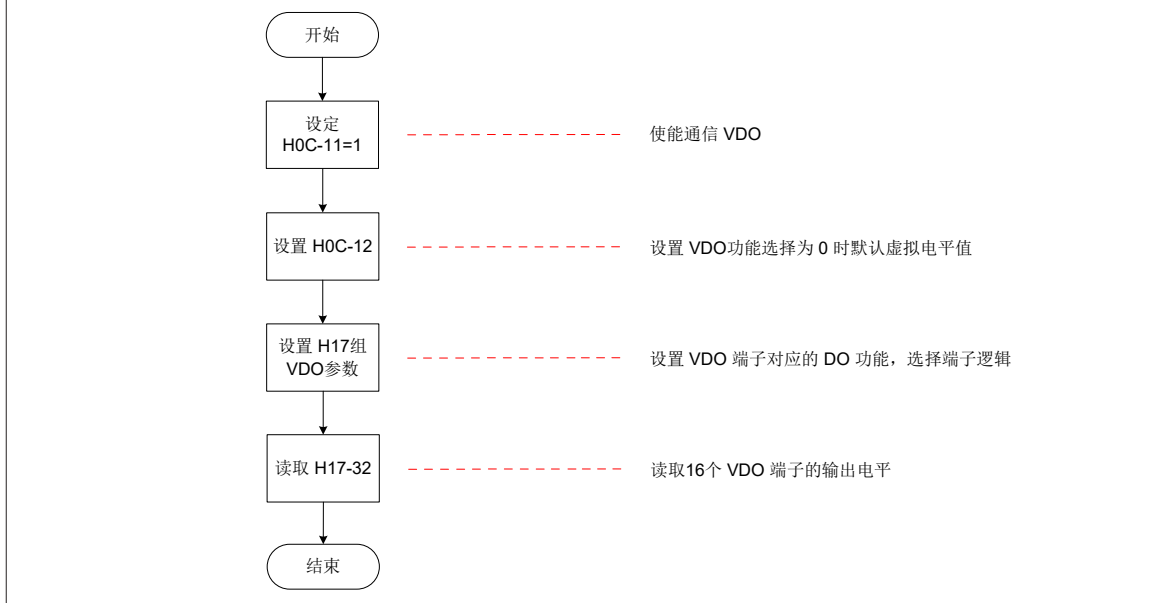 开始
设定
H0C-11=1
使能通信 VDO
设置 H0C-12
设置 VDO功能选择为 0 时默认虚拟电平值
设置 H17组
VDO参数
设置 VDO 端子对应的 DO 功能，选择端子逻辑
读取 H17-32
读取16个 VDO 端子的输出电平
结束